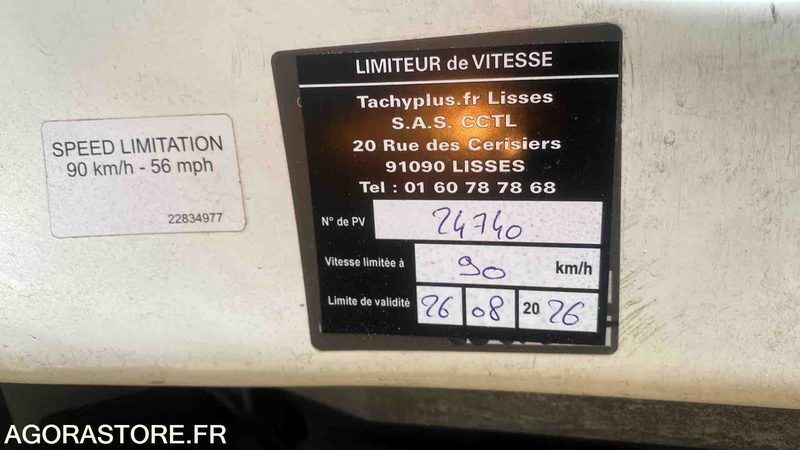 SPEED LIMITATION
90 km/h - 56 mph
22834977
LIMITEUR de VITESSE
Tachyplus.fr Lisses
S.A.S. CCTL
20 Rue des Cerisiers
91090 LISSES
Tel : 01 60 78 78 68
N° de PV 24740
Vitesse limitée à 90 km/h
Limite de validité 26 08 20 26
AGORASTORE.FR